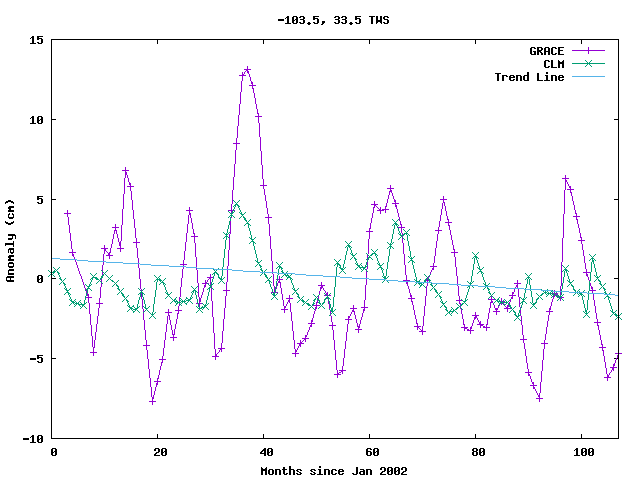 -103.5, 33.5 TWS
15
10
5
0
-5
-10
Anomaly (cm)
GRACE
CLM
Trend Line
0 20 40 60 80 100
Months since Jan 2002